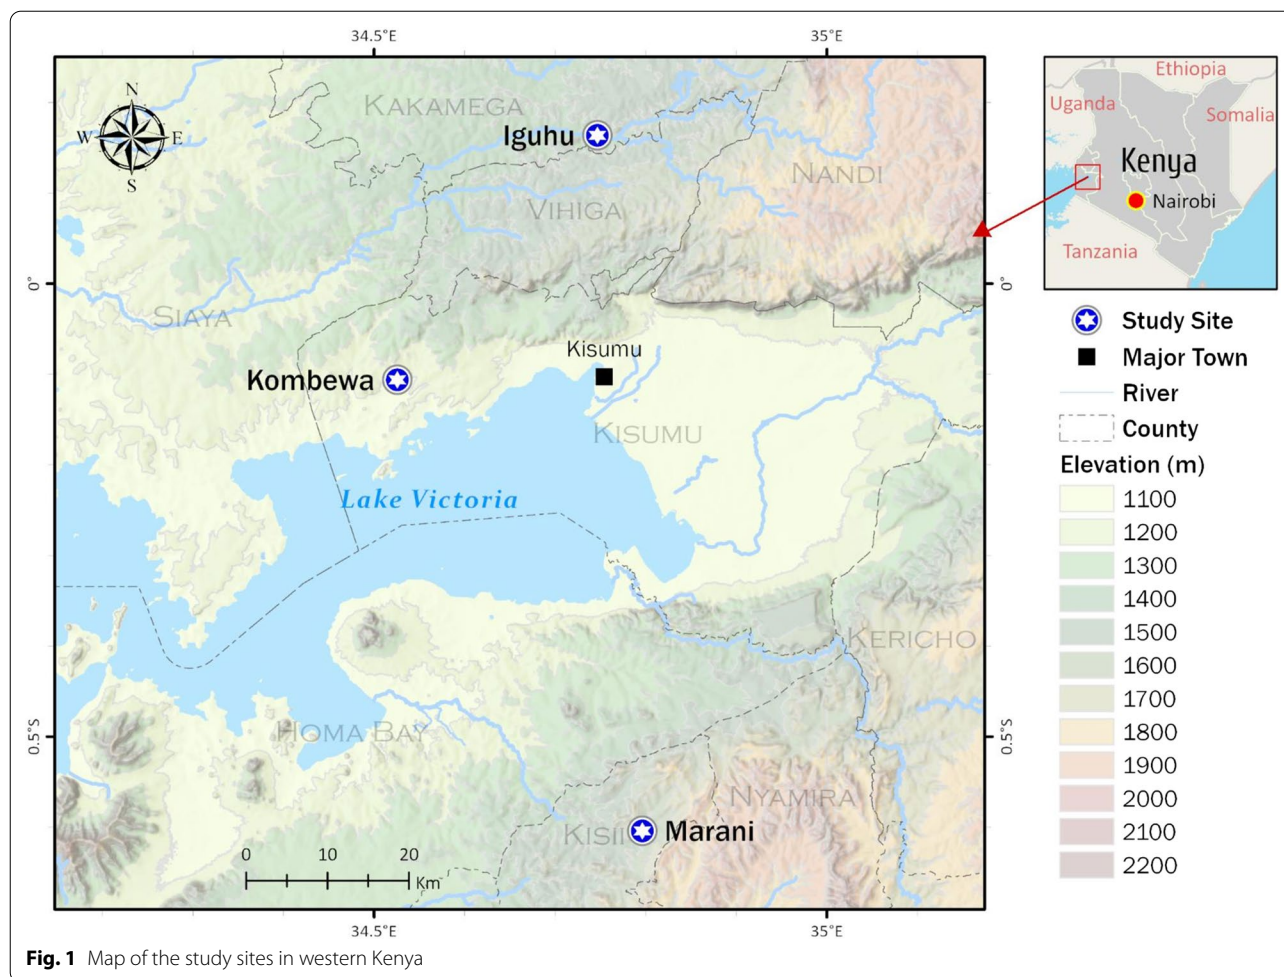 34.5°E
35°E
N
W
E
S
KAKAMEGA
Iguhu
NANDI
VIHIGA
0°
0°
SIAYA
Kisumu
Kombewa
KISUMU
Lake Victoria
KERICHO
HOMA BAY
0.5°S
0.5°S
NYAMIRA
KISII
Marani
0
10
20
Km
34.5°E
35°E
Ethiopia
Uganda
Somalia
Kenya
Nairobi
Tanzania
Study Site
Major Town
River
County
Elevation (m)
1100
1200
1300
1400
1500
1600
1700
1800
1900
2000
2100
2200
Fig. 1 Map of the study sites in western Kenya